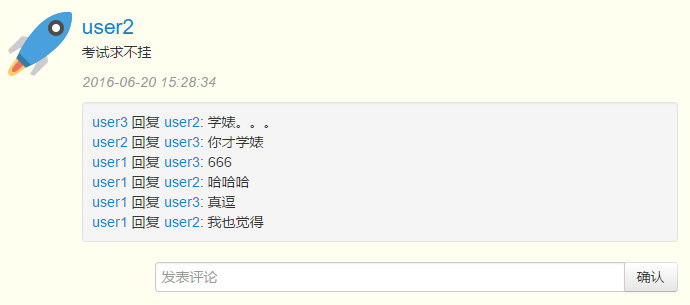 user2
考试求不挂
2016-06-20 15:28:34
user3 回复 user2: 学婊。。。
user2 回复 user3: 你才学婊
user1 回复 user3: 666
user1 回复 user2: 哈哈哈
user1 回复 user3: 真逗
user1 回复 user2: 我也觉得
发表评论 确认